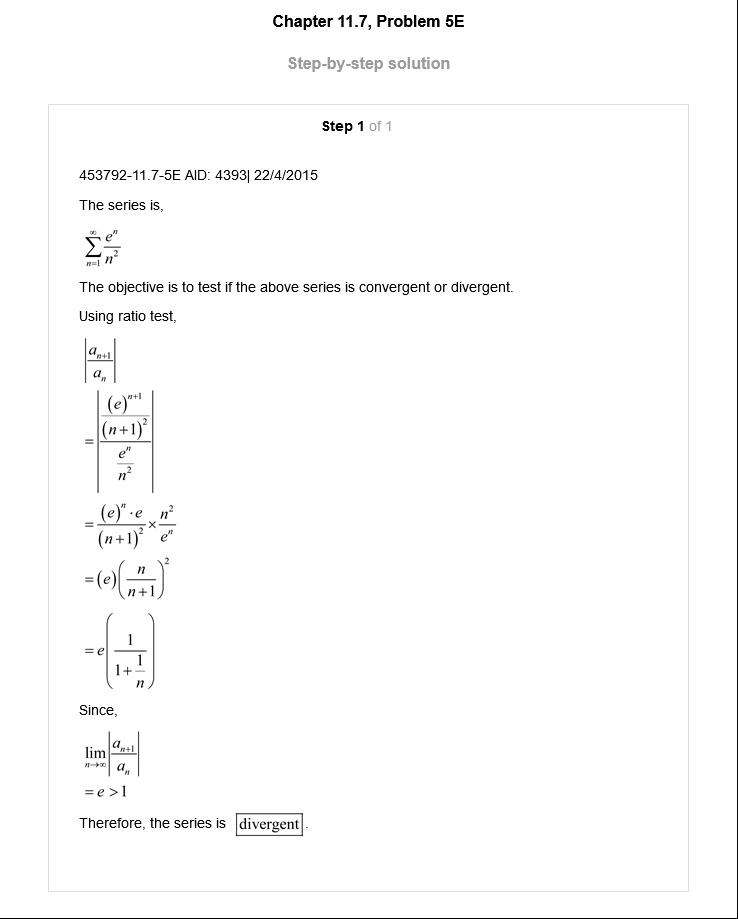 Chapter 11.7, Problem 5E
Step-by-step solution
Step 1 of 1
453792-11.7-5E AID: 4393| 22/4/2015
The series is,
\sum_{n=1}^{\infty} \frac{e^n}{n^2}
The objective is to test if the above series is convergent or divergent.
Using ratio test,
\left| \frac{a_{n+1}}{a_n} \right|
= \left| \frac{\frac{(e)^{n+1}}{(n+1)^2}}{\frac{e^n}{n^2}} \right|
= \frac{(e)^n \cdot e}{(n+1)^2} \times \frac{n^2}{e^n}
= (e) \left( \frac{n}{n+1} \right)^2
= e \left( \frac{1}{1+\frac{1}{n}} \right)
Since,
\lim_{n \to \infty} \left| \frac{a_{n+1}}{a_n} \right|
= e > 1
Therefore, the series is divergent.